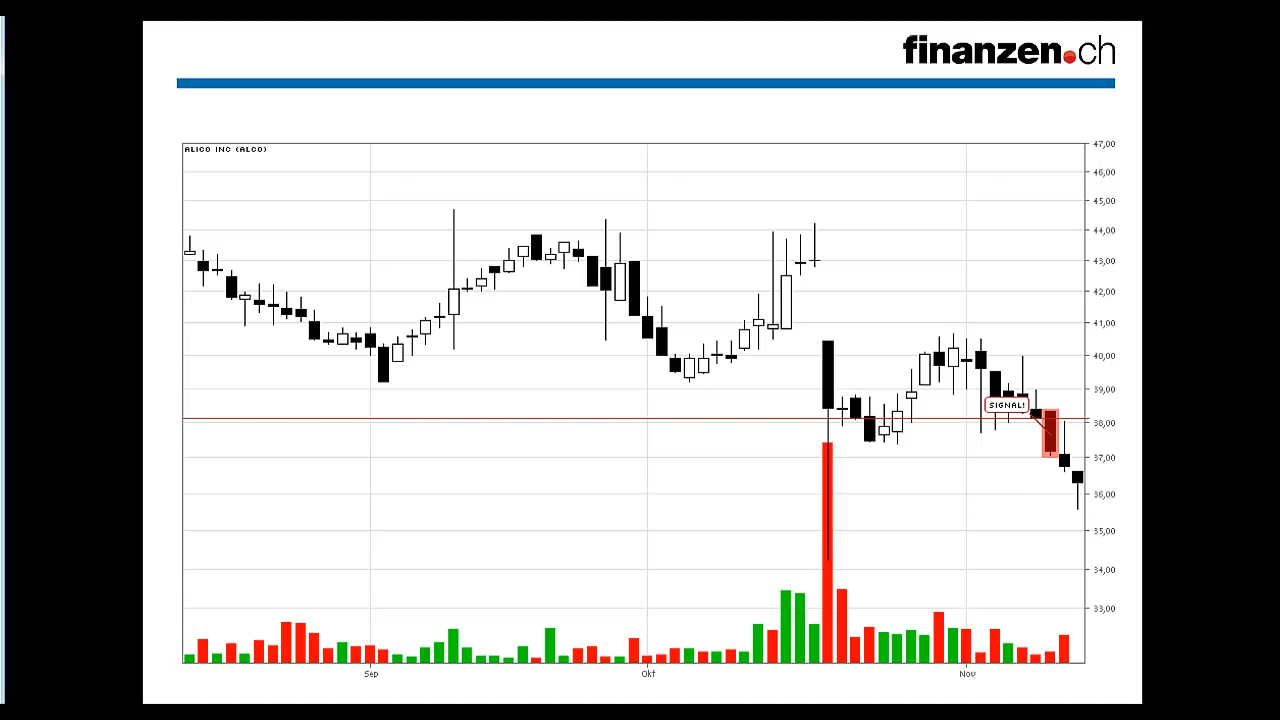 finanzen.ch
ALICO INC (ALCO)
47,00
46,00
45,00
44,00
43,00
42,00
41,00
40,00
39,00
SIGNAL!
38,00
37,00
36,00
35,00
34,00
33,00
Sep
Okt
Nov